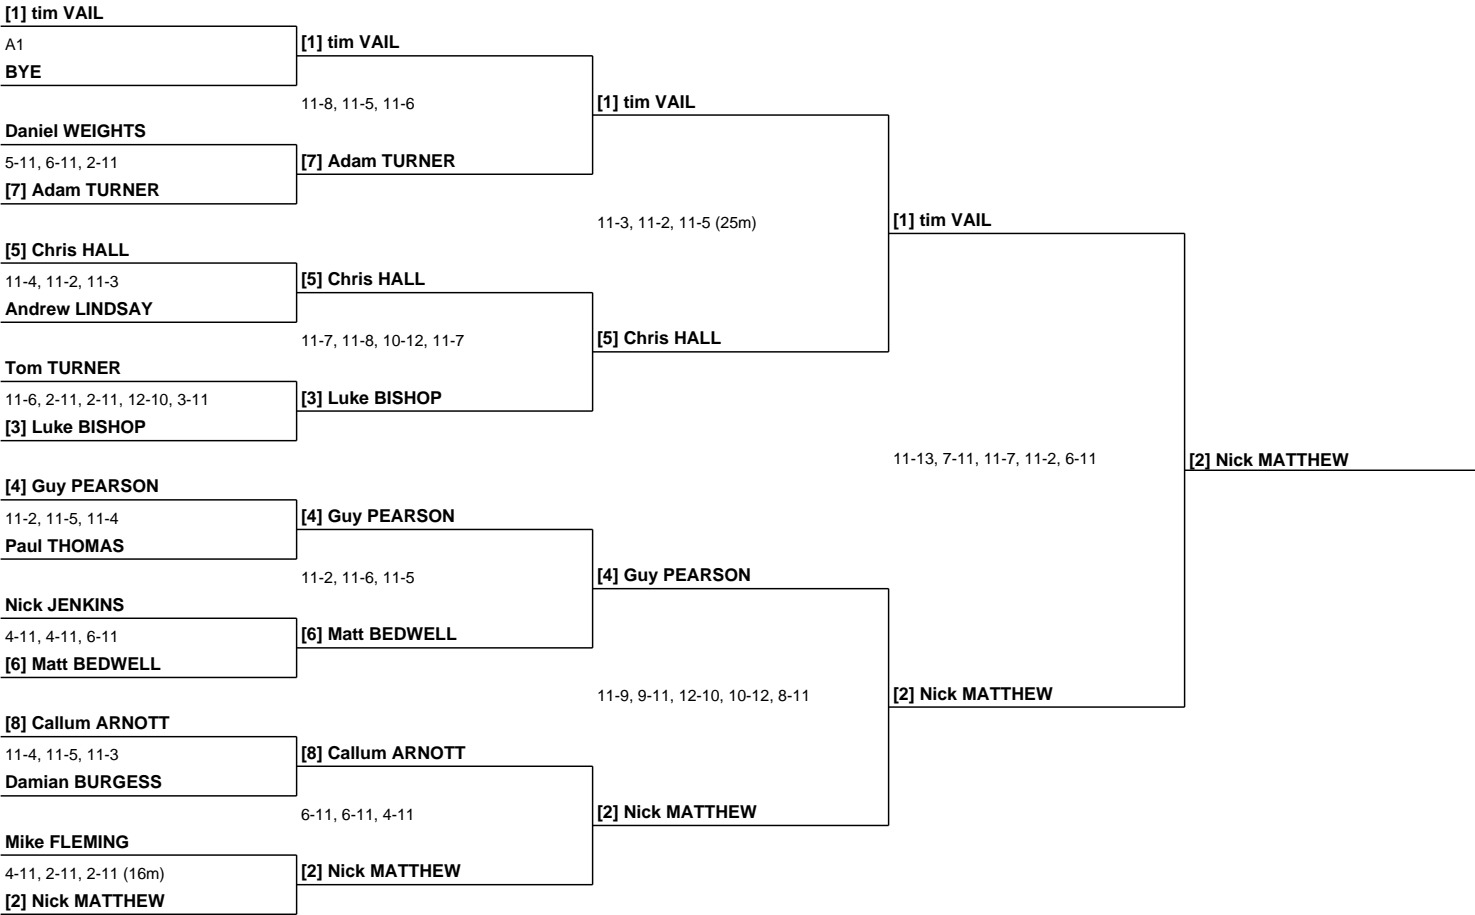 [1] tim VAIL
A1
BYE
Daniel WEIGHTS
5-11, 6-11, 2-11
[7] Adam TURNER
[5] Chris HALL
11-4, 11-2, 11-3
Andrew LINDSAY
Tom TURNER
11-6, 2-11, 2-11, 12-10, 3-11
[3] Luke BISHOP
[4] Guy PEARSON
11-2, 11-5, 11-4
Paul THOMAS
Nick JENKINS
4-11, 4-11, 6-11
[6] Matt BEDWELL
[8] Callum ARNOTT
11-4, 11-5, 11-3
Damian BURGESS
Mike FLEMING
4-11, 2-11, 2-11 (16m)
[2] Nick MATTHEW
[1] tim VAIL
11-8, 11-5, 11-6
[7] Adam TURNER
[5] Chris HALL
11-7, 11-8, 10-12, 11-7
[3] Luke BISHOP
[4] Guy PEARSON
11-2, 11-6, 11-5
[6] Matt BEDWELL
[8] Callum ARNOTT
6-11, 6-11, 4-11
[2] Nick MATTHEW
[1] tim VAIL
11-3, 11-2, 11-5 (25m)
[5] Chris HALL
[4] Guy PEARSON
11-9, 9-11, 12-10, 10-12, 8-11
[2] Nick MATTHEW
[1] tim VAIL
11-13, 7-11, 11-7, 11-2, 6-11
[2] Nick MATTHEW
[2] Nick MATTHEW